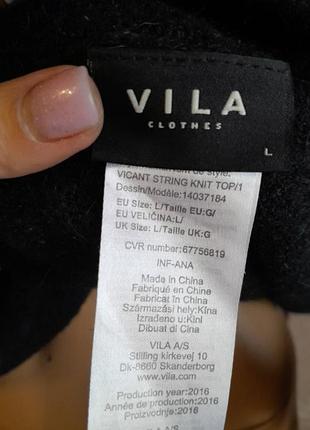 VILA
CLOTHES
L
de style:
VICANT STRING KNIT TOP/1
Dessin/Modèle: 14037184
EU Size: L/Taille EU:G/
EU VELIČINA:L/
UK Size: L/Taille UK:G
CVR number:67756819
INF-ANA
Made in China
Fabriqué en Chine
Fabricat în China
Származási hely:Kína
Izrađeno u:Kini
Dibuat di Cina
VILA A/S
Stilling kirkevej 10
Dk-8660 Skanderborg
www.vila.com
Production year:2016
Année de production:2016
Proizvodnje :2016
A/S